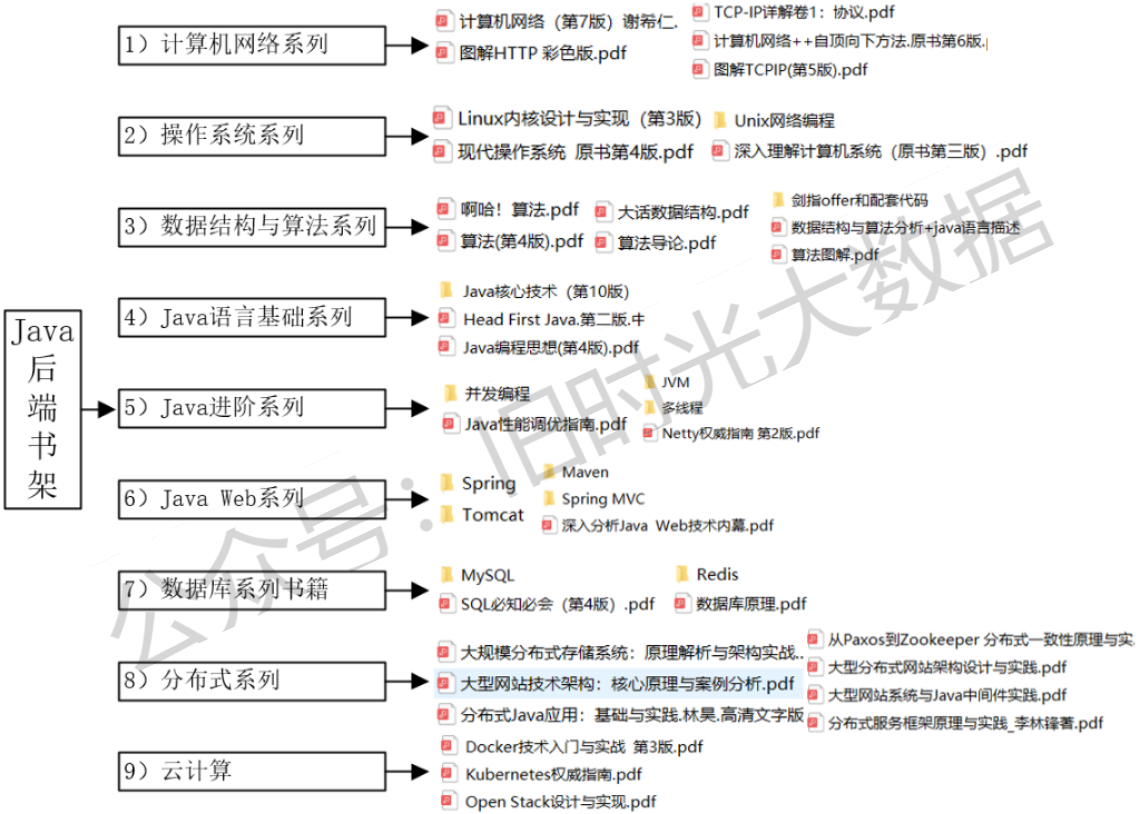 Java
后
端
书
架
1）计算机网络系列
计算机网络（第7版）谢希仁.
图解HTTP 彩色版.pdf
TCP-IP详解卷1：协议.pdf
计算机网络++自顶向下方法.原书第6版.
图解TCPIP(第5版).pdf
2）操作系统系列
Linux内核设计与实现（第3版）
现代操作系统 原书第4版.pdf
Unix网络编程
深入理解计算机系统（原书第三版）.pdf
3）数据结构与算法系列
啊哈！算法.pdf
算法(第4版).pdf
大话数据结构.pdf
算法导论.pdf
剑指offer和配套代码
数据结构与算法分析+java语言描述
算法图解.pdf
4）Java语言基础系列
Java核心技术（第10版）
Head First Java.第二版.中
Java编程思想(第4版).pdf
5）Java进阶系列
并发编程
Java性能调优指南.pdf
JVM
多线程
Netty权威指南 第2版.pdf
6）Java Web系列
Spring
Tomcat
Maven
Spring MVC
深入分析Java Web技术内幕.pdf
7）数据库系列书籍
MySQL
SQL必知必会（第4版）.pdf
Redis
数据库原理.pdf
8）分布式系列
大规模分布式存储系统：原理解析与架构实战..
大型网站技术架构：核心原理与案例分析.pdf
分布式Java应用：基础与实践.林昊.高清文字版
从Paxos到Zookeeper 分布式一致性原理与实.
大型分布式网站架构设计与实践.pdf
大型网站系统与Java中间件实践.pdf
分布式服务框架原理与实践_李林锋著.pdf
9）云计算
Docker技术入门与实战 第3版.pdf
Kubernetes权威指南.pdf
Open Stack设计与实现.pdf
公众号：旧时光大数据